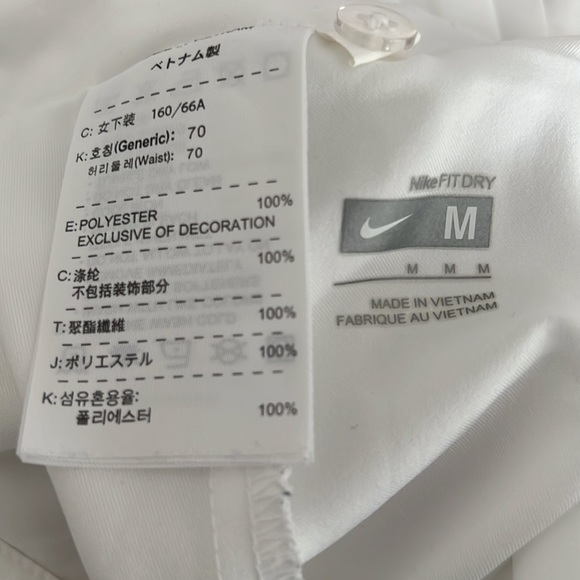 ベトナム製
C: 女下装 160/66A
K: 호칭(Generic): 70
허리둘레(Waist): 70
E: POLYESTER 100%
EXCLUSIVE OF DECORATION
C: 涤纶 100%
不包括装饰部分
T: 聚酯纖維 100%
J: ポリエステル 100%
K: 섬유혼용율:
폴리에스터 100%
Nike FIT DRY
M
M M M
MADE IN VIETNAM
FABRIQUE AU VIETNAM